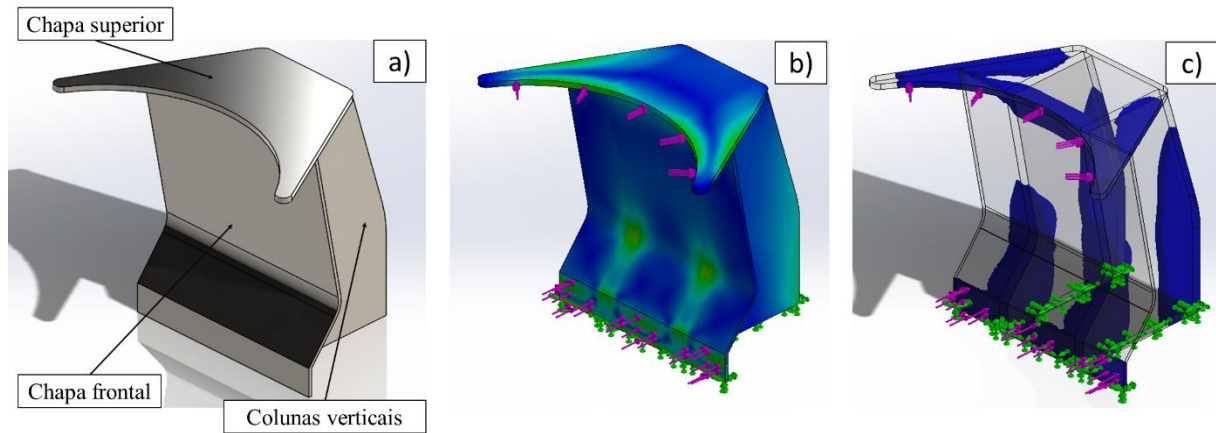 Chapa superior
a)
b)
c)
Chapa frontal
Colunas verticais